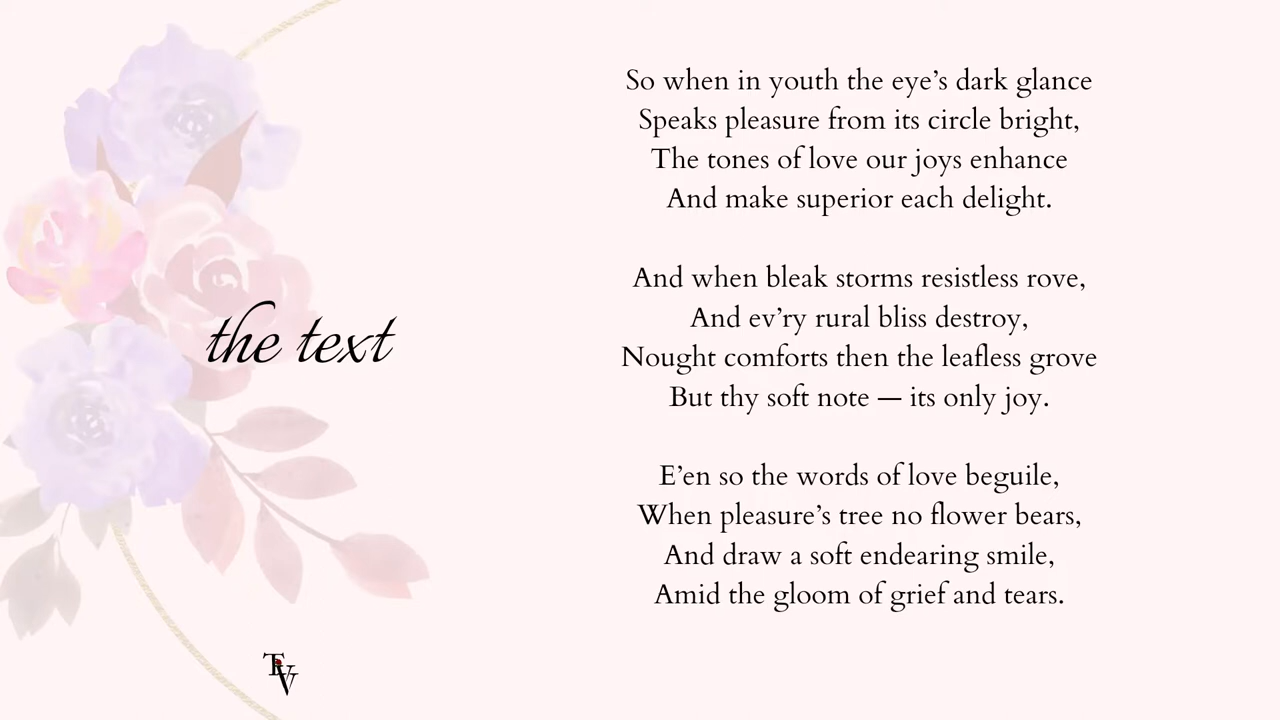 the text
So when in youth the eye’s dark glance
Speaks pleasure from its circle bright,
The tones of love our joys enhance
And make superior each delight.
And when bleak storms resistless rove,
And ev’ry rural bliss destroy,
Nought comforts then the leafless grove
But thy soft note — its only joy.
E’en so the words of love beguile,
When pleasure’s tree no flower bears,
And draw a soft endearing smile,
Amid the gloom of grief and tears.
TV